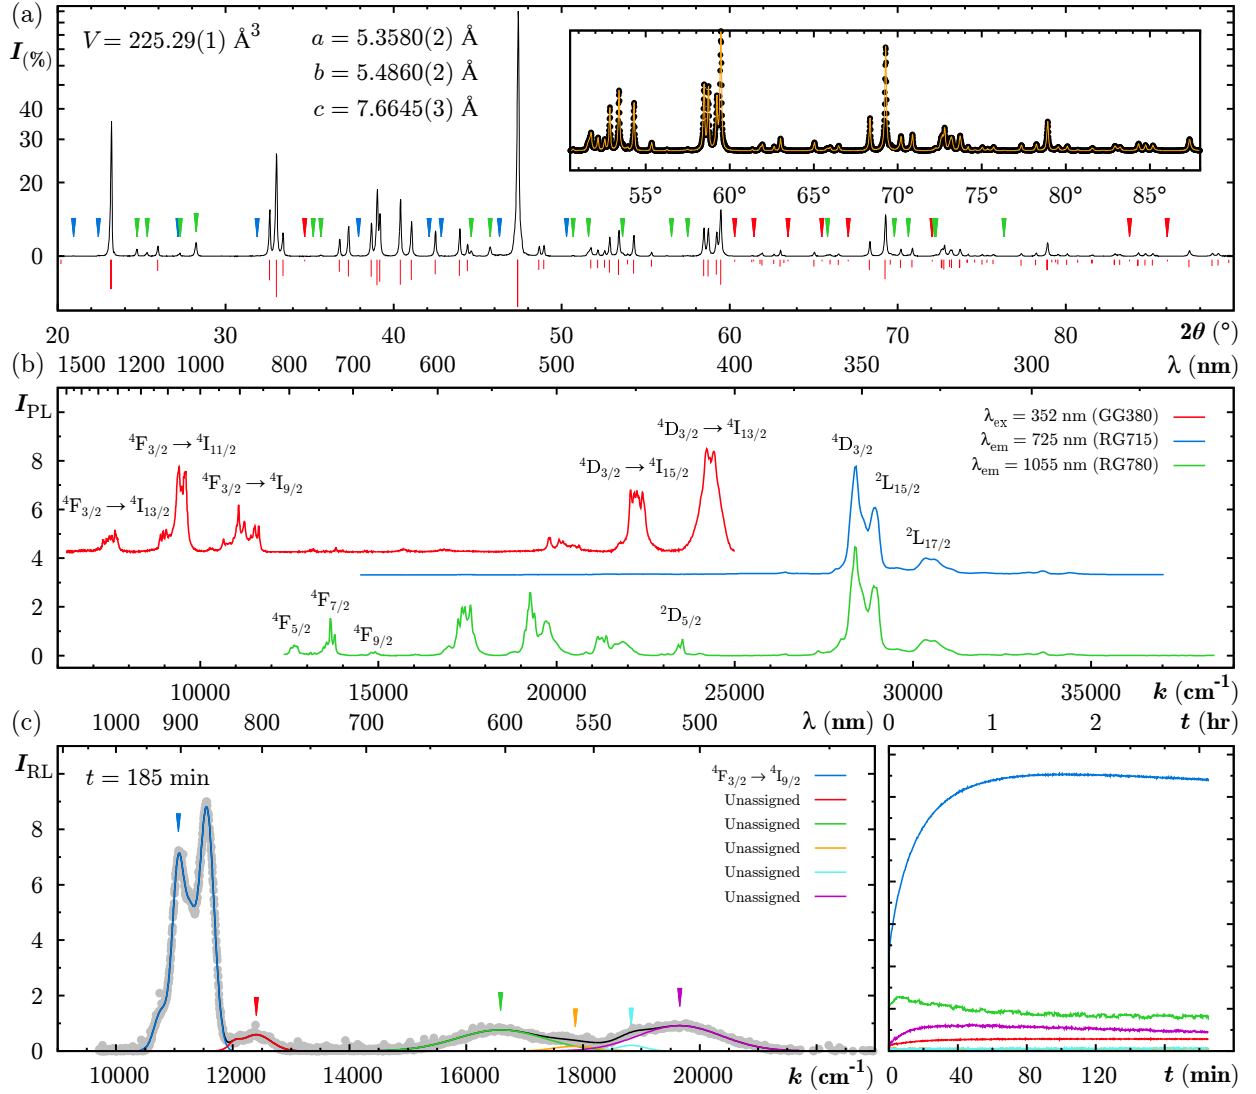 (a)
I(%)
V = 225.29(1) Å³
a = 5.3580(2) Å
b = 5.4860(2) Å
c = 7.6645(3) Å
40
30
20
0
55° 60° 65° 70° 75° 80° 85°
20 30 40 50 60 70 80 2θ (°)
(b) 1500 1200 1000 800 700 600 500 400 350 300 λ (nm)
I_PL
8
6
4
2
0
λ_ex = 352 nm (GG380)
λ_em = 725 nm (RG715)
λ_em = 1055 nm (RG780)
⁴F₃/₂ → ⁴I₁₁/₂
⁴F₃/₂ → ⁴I₁₃/₂
⁴F₃/₂ → ⁴I₉/₂
⁴D₃/₂ → ⁴I₁₃/₂
⁴D₃/₂ → ⁴I₁₅/₂
⁴D₃/₂
²L₁₅/₂
²L₁₇/₂
⁴F₅/₂
⁴F₇/₂
⁴F₉/₂
²D₅/₂
10000 15000 20000 25000 30000 35000 k (cm⁻¹)
(c) 1000 900 800 700 600 550 500 λ (nm)
I_RL
t = 185 min
8
6
4
2
0
⁴F₃/₂ → ⁴I₉/₂
Unassigned
Unassigned
Unassigned
Unassigned
Unassigned
10000 12000 14000 16000 18000 20000 k (cm⁻¹)
0 1 2 t (hr)
0 40 80 120 t (min)